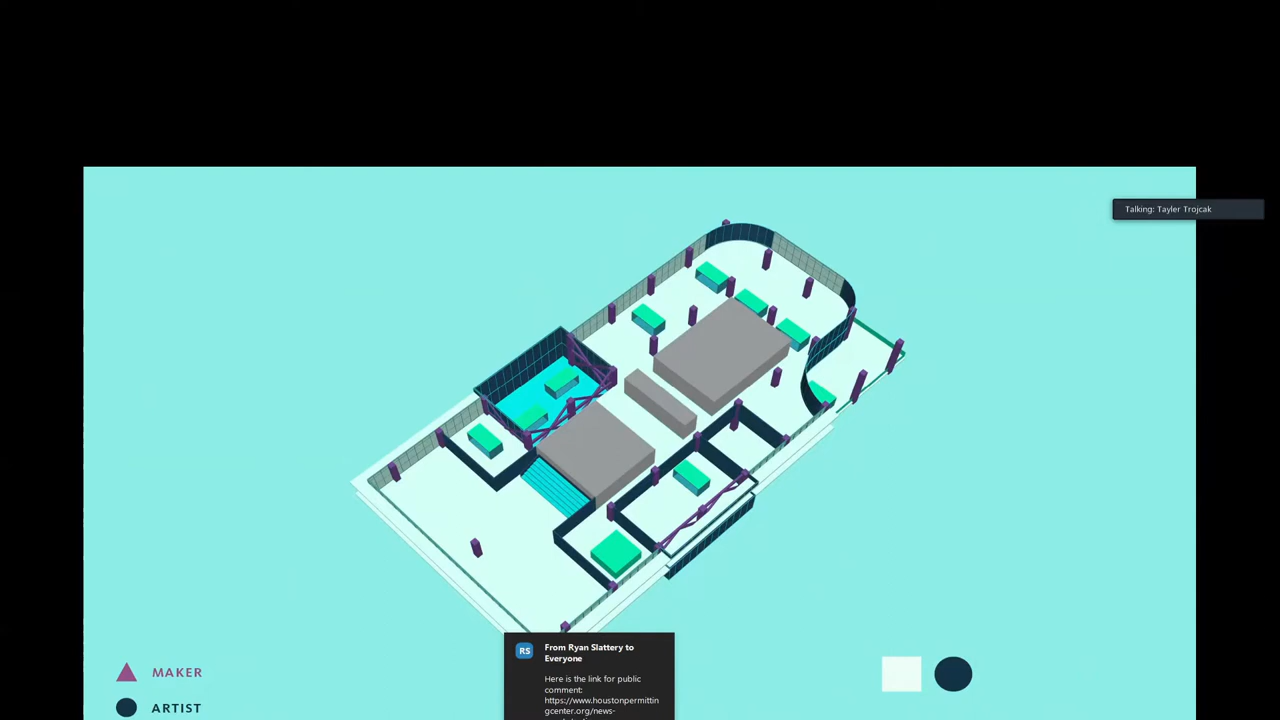 Talking: Tayler Trojcak
MAKER
ARTIST
RS
From Ryan Slattery to
Everyone
Here is the link for public
comment:
https://www.houstonpermittin
gcenter.org/news-